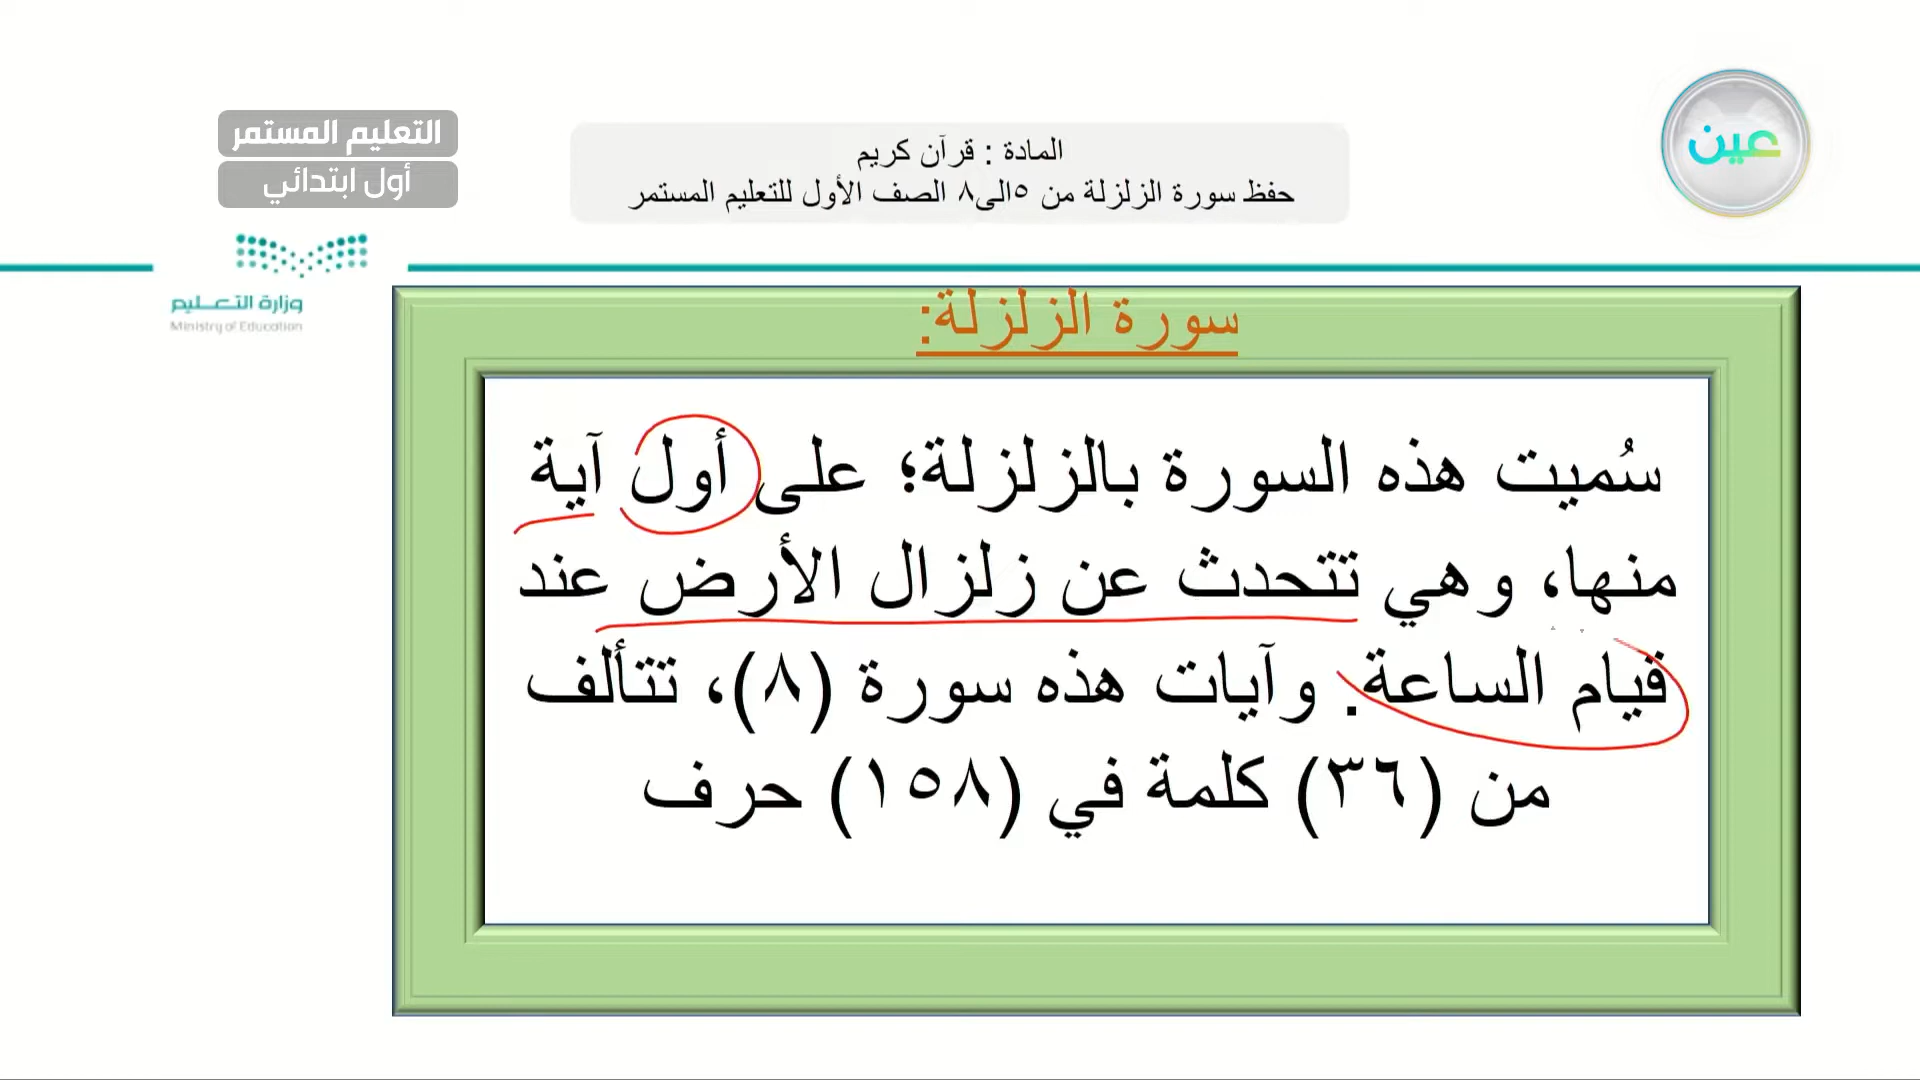 التعليم المستمر
أول ابتدائي
المادة : قرآن كريم
حفظ سورة الزلزلة من ٥الى٨ الصف الأول للتعليم المستمر
عين
وزارة التعليم
Ministry of Education
سورة الزلزلة:
سُميت هذه السورة بالزلزلة؛ على أول آية
منها، وهي تتحدث عن زلزال الأرض عند
قيام الساعة. وآيات هذه سورة (٨)، تتألف
من (٣٦) كلمة في (١٥٨) حرف